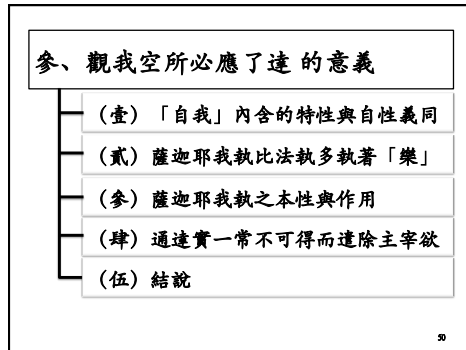 參、觀我空所必應了達 的意義
（壹）「自我」內含的特性與自性義同
（貳）薩迦耶我執比法執多執著「樂」
（參）薩迦耶我執之本性與作用
（肆）通達實一常不可得而遣除主宰欲
（伍）結說
50